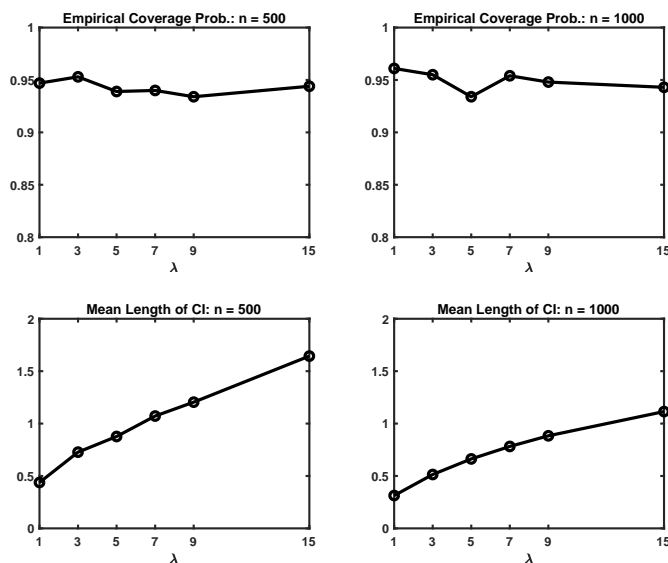 Empirical Coverage Prob.: n = 500
1
0.95
0.9
0.85
0.8
1 3 5 7 9 15
λ
Empirical Coverage Prob.: n = 1000
1
0.95
0.9
0.85
0.8
1 3 5 7 9 15
λ
Mean Length of CI: n = 500
2
1.5
1
0.5
0
1 3 5 7 9 15
λ
Mean Length of CI: n = 1000
2
1.5
1
0.5
0
1 3 5 7 9 15
λ